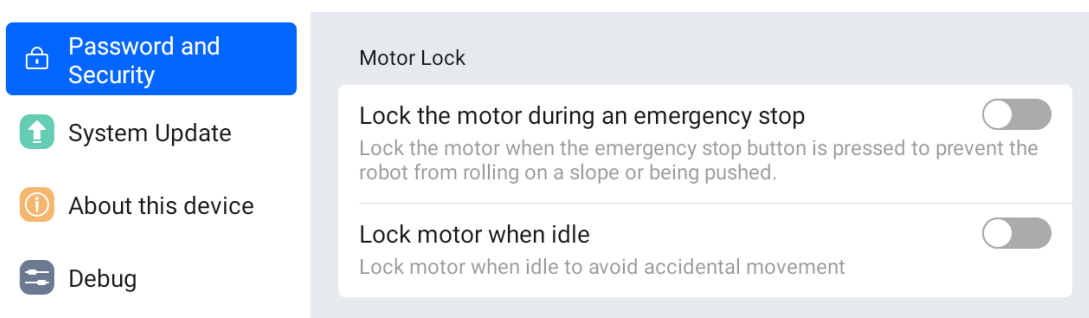 Password and
Security
System Update
About this device
Debug
Motor Lock
Lock the motor during an emergency stop
Lock the motor when the emergency stop button is pressed to prevent the
robot from rolling on a slope or being pushed.
Lock motor when idle
Lock motor when idle to avoid accidental movement